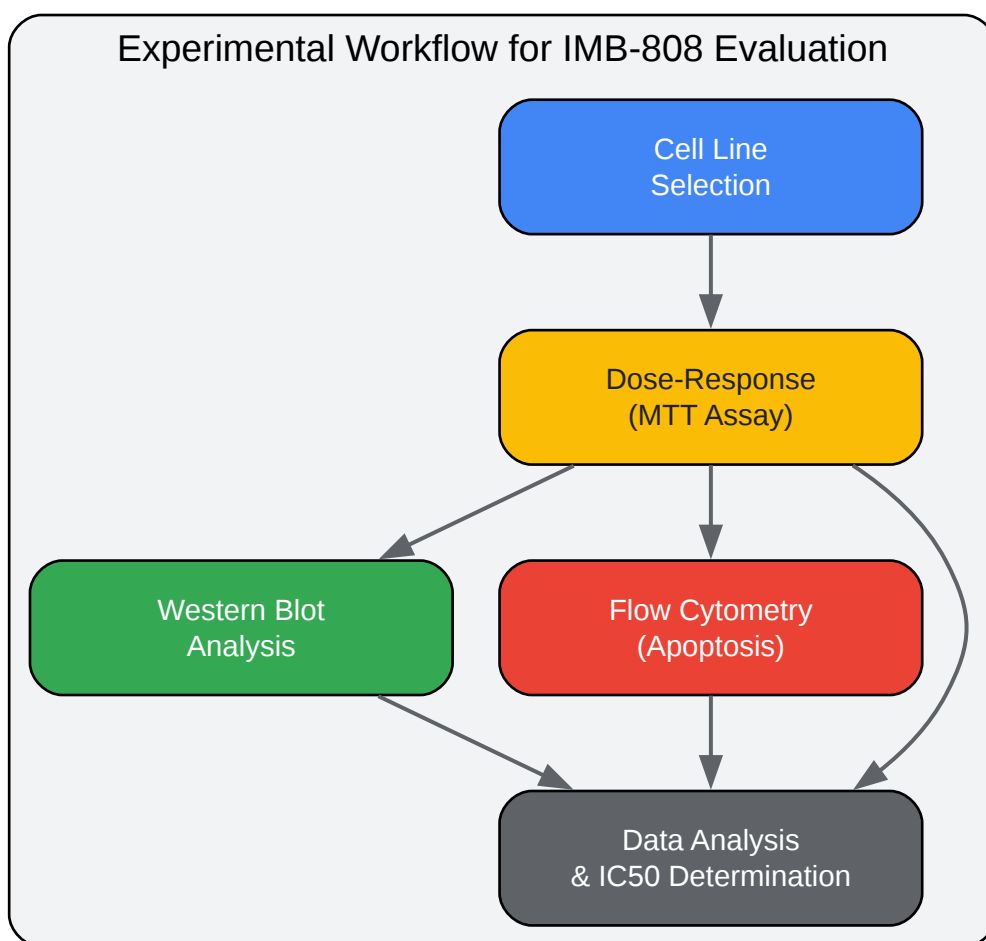 Experimental Workflow for IMB-808 Evaluation
Cell Line
Selection
Dose-Response
(MTT Assay)
Western Blot
Analysis
Flow Cytometry
(Apoptosis)
Data Analysis
& IC50 Determination